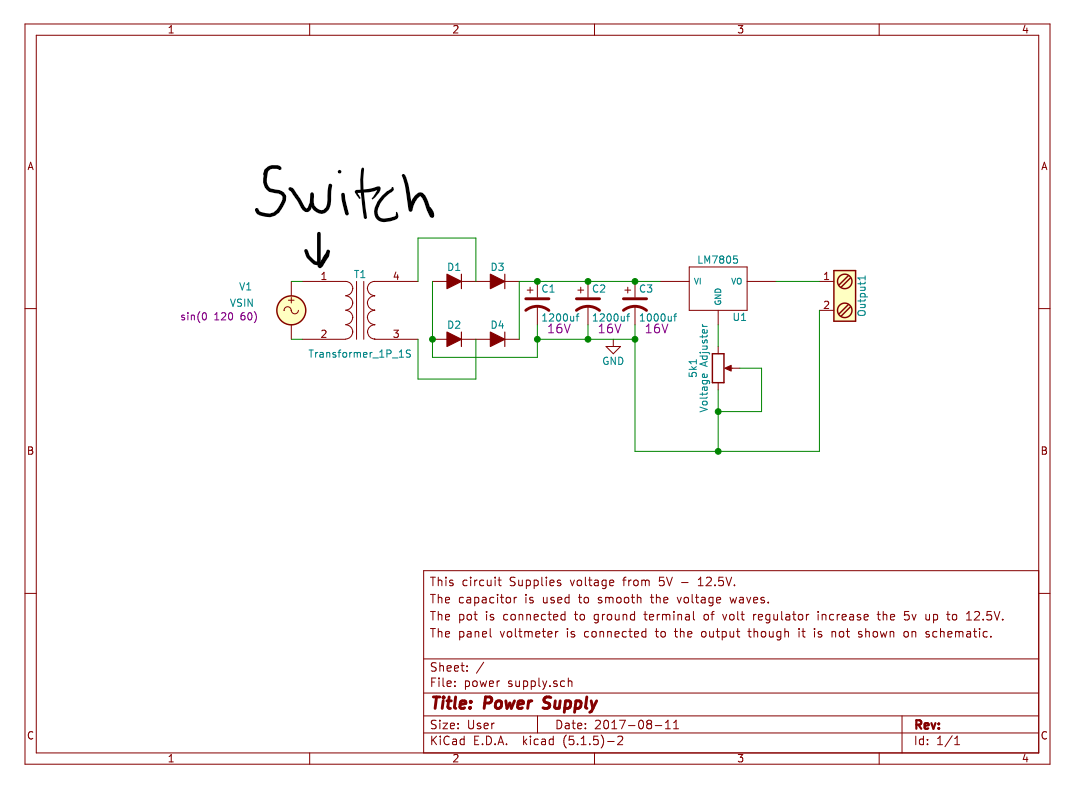 1 2 3 4
A A
Switch
1 T1 4
V1
VSIN
sin(0 120 60)
2 3
Transformer_1P_1S
D1 D3
D2 D4
+ C1 + C2 + C3
1200uf 1200uf 1000uf
16V 16V 16V
GND
LM7805
VI VO
GND
U1
5k1
Voltage Adjuster
1
2
Output1
B B
This circuit Supplies voltage from 5V - 12.5V.
The capacitor is used to smooth the voltage waves.
The pot is connected to ground terminal of volt regulator increase the 5v up to 12.5V.
The panel voltmeter is connected to the output though it is not shown on schematic.
Sheet: /
File: power supply.sch
Title: Power Supply
Size: User Date: 2017-08-11 Rev:
KiCad E.D.A. kicad (5.1.5)-2 Id: 1/1
C C
1 2 3 4